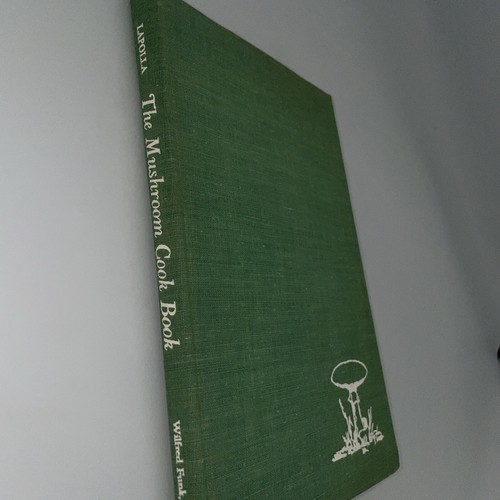 LAPOLLA
The Mushroom Cook Book
Wilfred Funk,